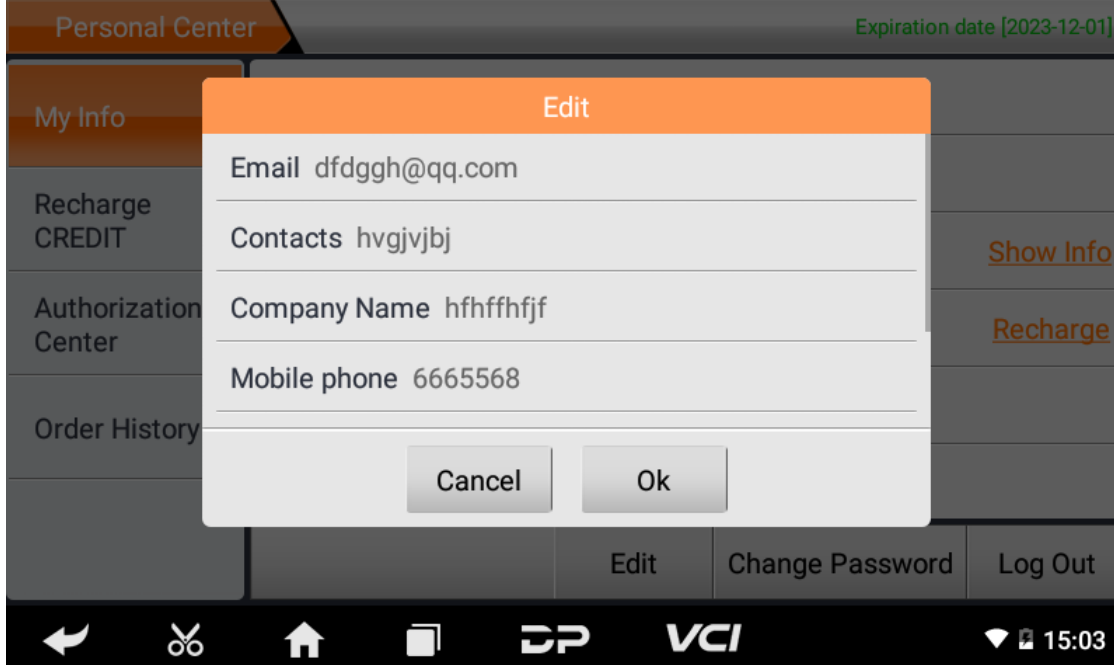 Personal Center
Expiration date [2023-12-01]
My Info
Recharge
CREDIT
Authorization
Center
Order History
Edit
Email dfdggh@qq.com
Contacts hvgjvjbj
Company Name hfhffhfjf
Mobile phone 6665568
Cancel
Ok
Show Info
Recharge
Edit
Change Password
Log Out
DP
VCI
15:03